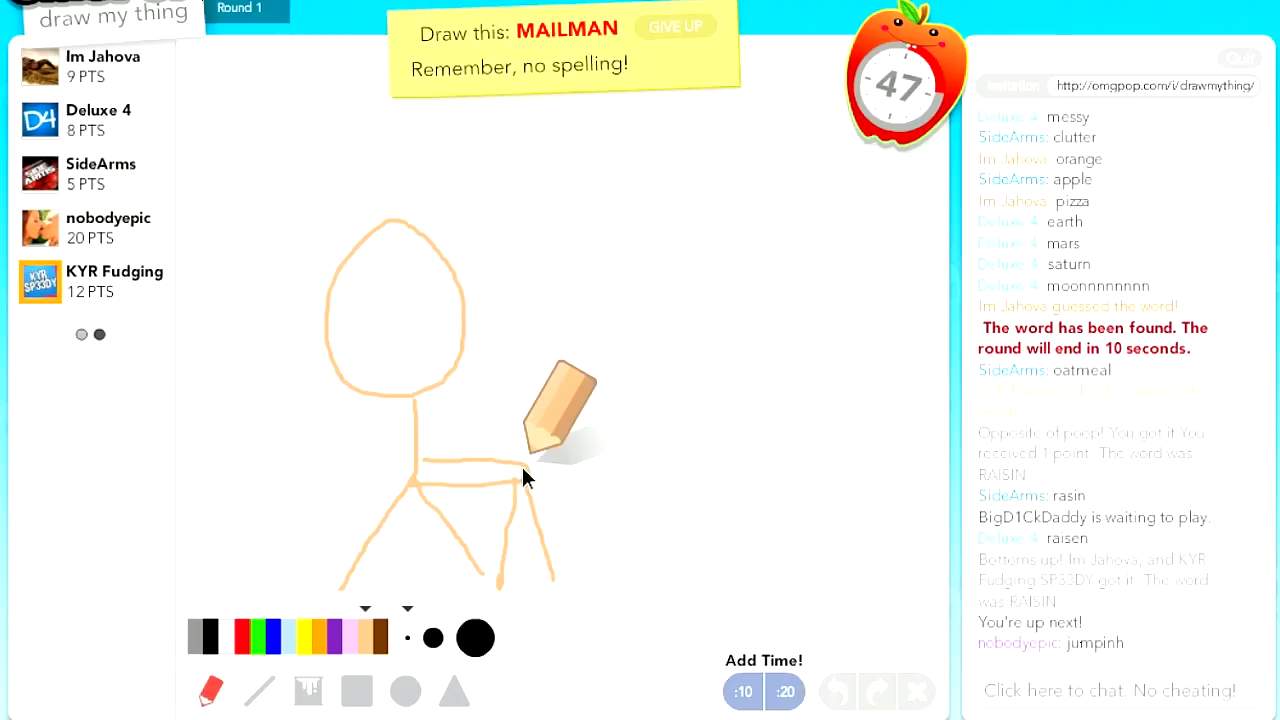 draw my thing
Round 1
Draw this: MAILMAN
GIVE UP
Remember, no spelling!
47
Im Jahova
9 PTS
D4
Deluxe 4
8 PTS
SIDE ARMS
SideArms
5 PTS
nobodyepic
20 PTS
KYR SP33DY
KYR Fudging
12 PTS
Quit
Invitation http://omgpop.com/i/drawmything/
Deluxe 4: messy
SideArms: clutter
Im Jahova: orange
SideArms: apple
Im Jahova: pizza
Deluxe 4: earth
Deluxe 4: mars
Deluxe 4: saturn
Deluxe 4: moonnnnnnnn
Im Jahova guessed the word!
The word has been found. The
round will end in 10 seconds.
SideArms: oatmeal
Opposite of poop! You got it You
received 1 point. The word was
RAISIN
SideArms: rasin
BigD1CkDaddy is waiting to play.
Deluxe 4: raisen
Bottoms up! Im Jahova, and KYR
Fudging SP33DY got it. The word
was RAISIN
You're up next!
nobodyepic: jumpinh
Add Time!
:10 :20
Click here to chat. No cheating!